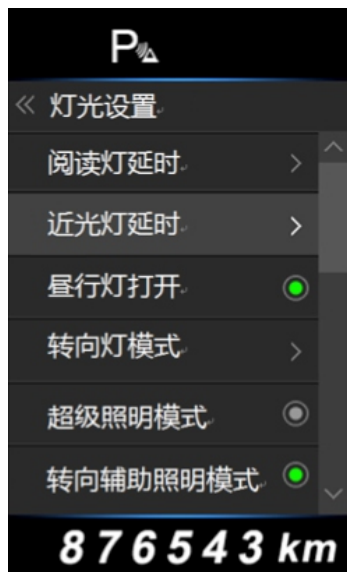 P
灯光设置
阅读灯延时
近光灯延时
昼行灯打开
转向灯模式
超级照明模式
转向辅助照明模式
876543 km